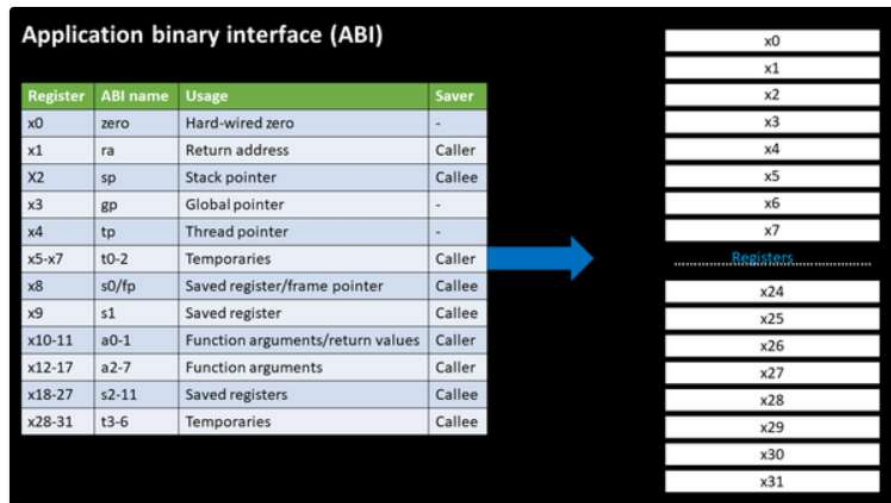 Application binary interface (ABI)
Register ABI name Usage Saver
x0 zero Hard-wired zero -
x1 ra Return address Caller
X2 sp Stack pointer Callee
x3 gp Global pointer -
x4 tp Thread pointer -
x5-x7 t0-2 Temporaries Caller
x8 s0/fp Saved register/frame pointer Callee
x9 s1 Saved register Callee
x10-11 a0-1 Function arguments/return values Caller
x12-17 a2-7 Function arguments Caller
x18-27 s2-11 Saved registers Callee
x28-31 t3-6 Temporaries Callee
x0
x1
x2
x3
x4
x5
x6
x7
Registers
x24
x25
x26
x27
x28
x29
x30
x31